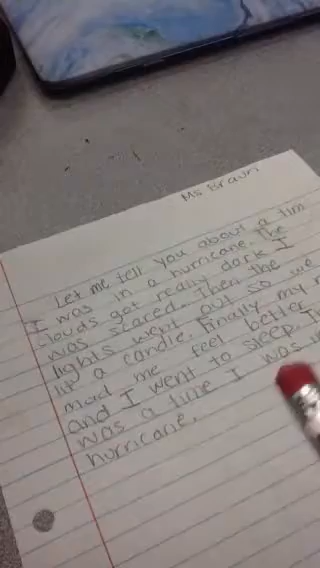 Ms Braun
Let me tell you about a tim
I was in a hurricane. The
clouds got really dark I
was scared. Then the
lights went out so we
lit a candle. Finally my
mad me feel better
and I went to sleep.
was a time I was in
hurricane.